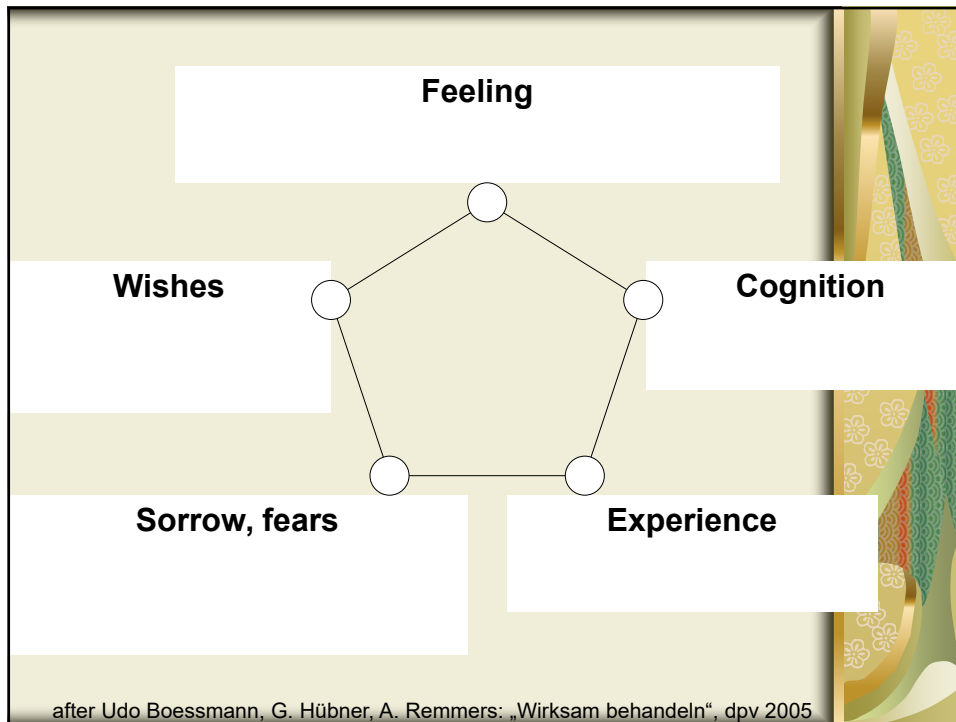 Feeling
Wishes
Cognition
Sorrow, fears
Experience
after Udo Boessmann, G. Hübner, A. Remmers: „Wirksam behandeln“, dpv 2005